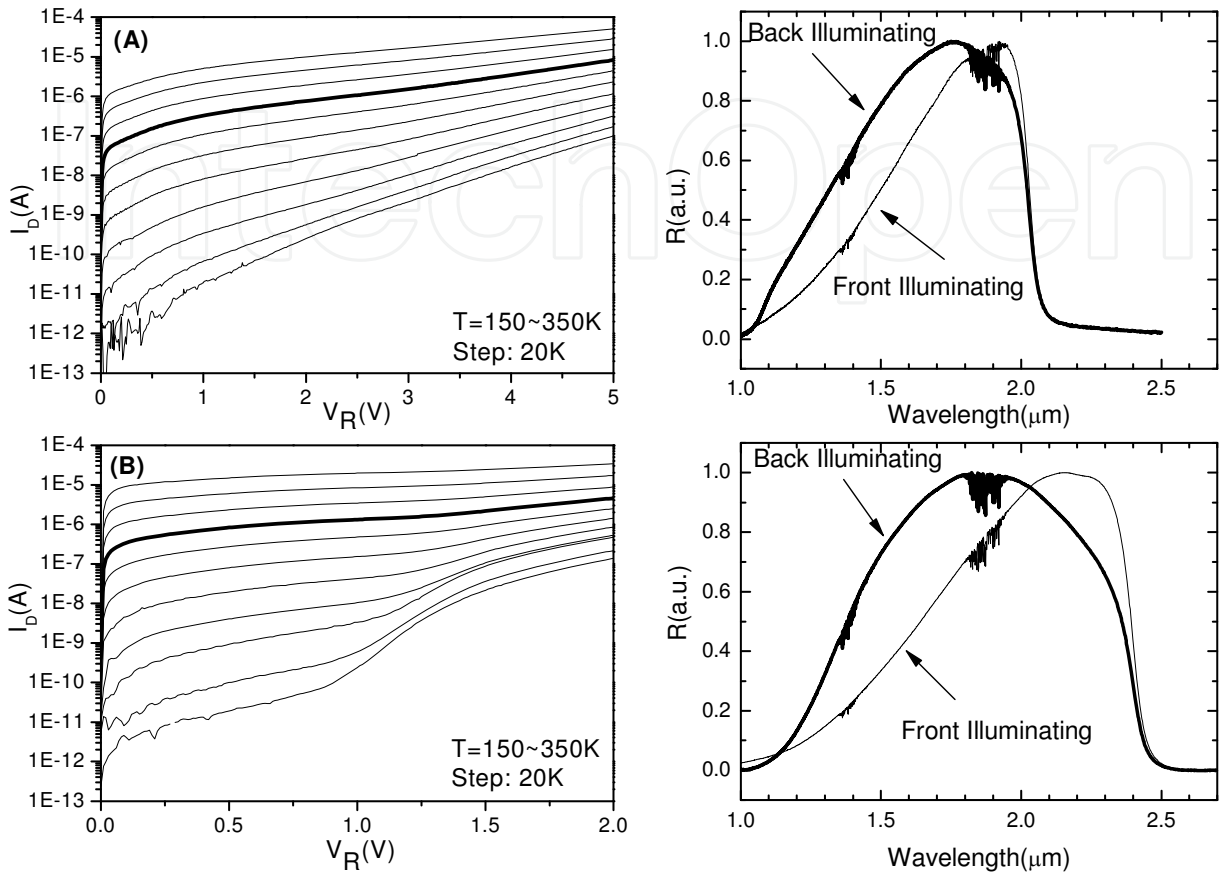 (A)
1E-4
1E-5
1E-6
1E-7
1E-8
1E-9
1E-10
1E-11
1E-12
1E-13
I_D(A)
0 1 2 3 4 5
V_R(V)
T=150~350K
Step: 20K
IntechOpen
Back Illuminating
Front Illuminating
1.0
0.8
0.6
0.4
0.2
0.0
R(a.u.)
1.0 1.5 2.0 2.5
Wavelength(μm)
(B)
1E-4
1E-5
1E-6
1E-7
1E-8
1E-9
1E-10
1E-11
1E-12
1E-13
I_D(A)
0.0 0.5 1.0 1.5 2.0
V_R(V)
T=150~350K
Step: 20K
Back Illuminating
Front Illuminating
1.0
0.8
0.6
0.4
0.2
0.0
R(a.u.)
1.0 1.5 2.0 2.5
Wavelength(μm)